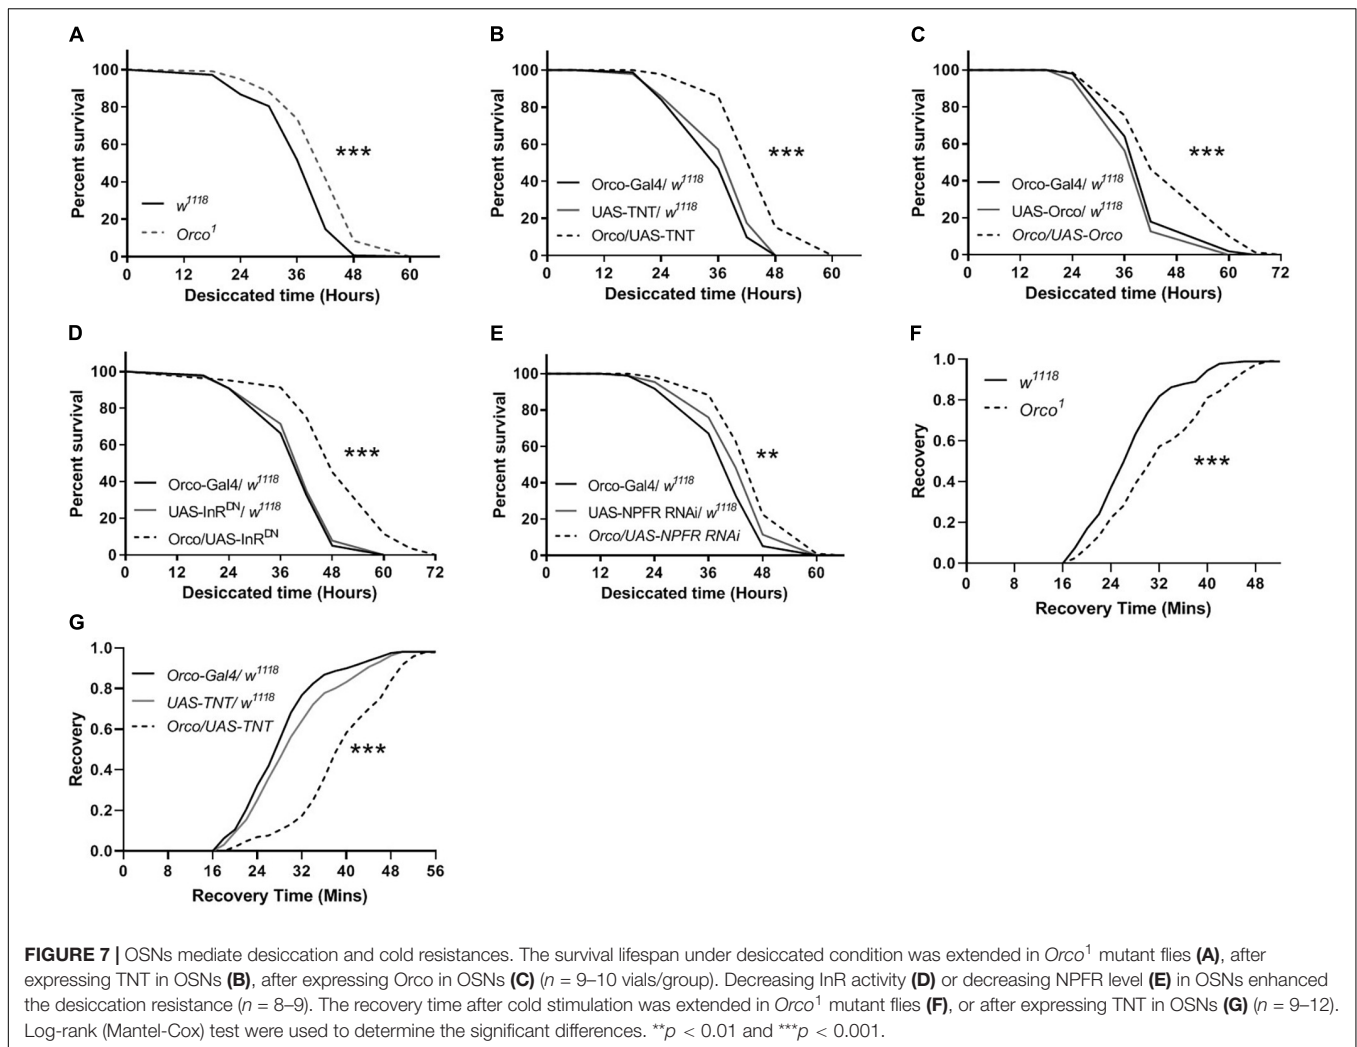 A
Percent survival
100
80
60
40
20
0
w1118
Orco1
***
0 12 24 36 48 60
Desiccated time (Hours)
B
Percent survival
100
80
60
40
20
0
Orco-Gal4/ w1118
UAS-TNT/ w1118
Orco/UAS-TNT
***
0 12 24 36 48 60
Desiccated time (Hours)
C
Percent survival
100
80
60
40
20
0
Orco-Gal4/ w1118
UAS-Orco/ w1118
Orco/UAS-Orco
***
0 12 24 36 48 60 72
Desiccated time (Hours)
D
Percent survival
100
80
60
40
20
0
Orco-Gal4/ w1118
UAS-InRDN/ w1118
Orco/UAS-InRDN
***
0 12 24 36 48 60 72
Desiccated time (Hours)
E
Percent survival
100
80
60
40
20
0
Orco-Gal4/ w1118
UAS-NPFR RNAi/ w1118
Orco/UAS-NPFR RNAi
**
0 12 24 36 48 60
Desiccated time (Hours)
F
Recovery
1.0
0.8
0.6
0.4
0.2
0.0
w1118
Orco1
***
0 8 16 24 32 40 48
Recovery Time (Mins)
G
Recovery
1.0
0.8
0.6
0.4
0.2
0.0
Orco-Gal4/ w1118
UAS-TNT/ w1118
Orco/UAS-TNT
***
0 8 16 24 32 40 48 56
Recovery Time (Mins)
FIGURE 7 | OSNs mediate desiccation and cold resistances. The survival lifespan under desiccated condition was extended in Orco1 mutant flies (A), after
expressing TNT in OSNs (B), after expressing Orco in OSNs (C) (n = 9–10 vials/group). Decreasing InR activity (D) or decreasing NPFR level (E) in OSNs enhanced
the desiccation resistance (n = 8–9). The recovery time after cold stimulation was extended in Orco1 mutant flies (F), or after expressing TNT in OSNs (G) (n = 9–12).
Log-rank (Mantel-Cox) test were used to determine the significant differences. **p < 0.01 and ***p < 0.001.